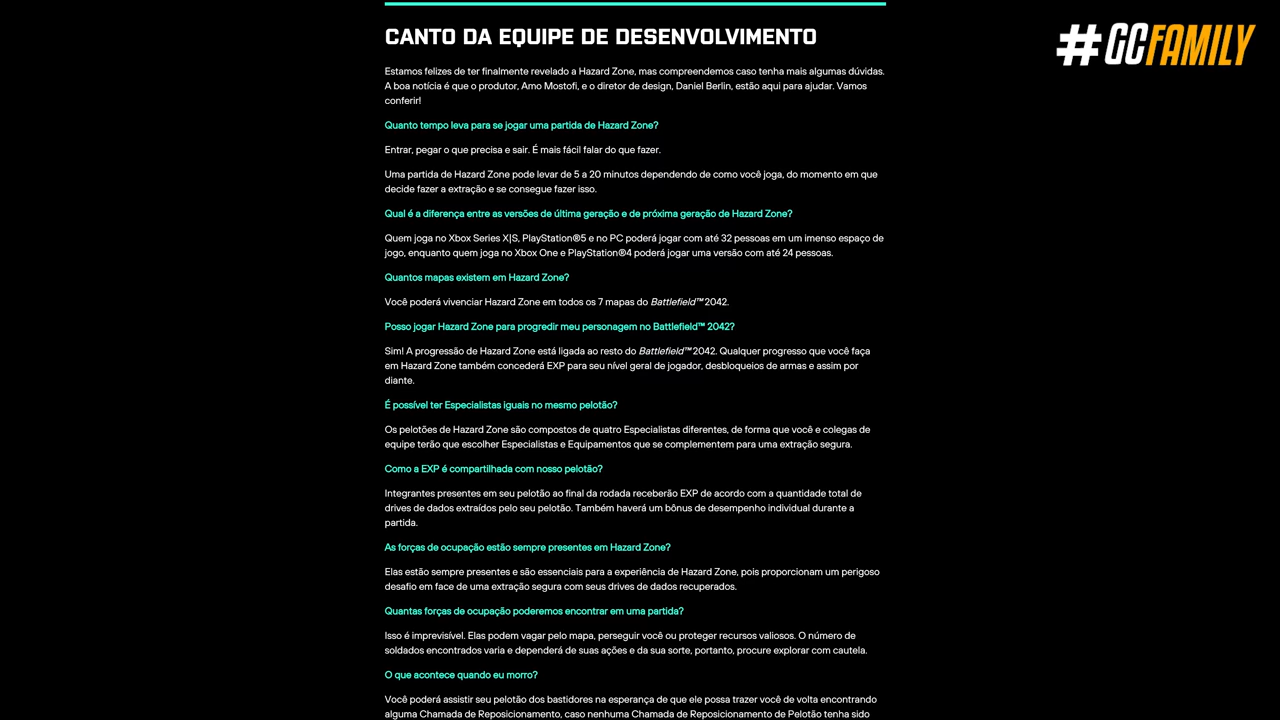 #GCFAMILY
CANTO DA EQUIPE DE DESENVOLVIMENTO
Estamos felizes de ter finalmente revelado a Hazard Zone, mas compreendemos caso tenha mais algumas dúvidas.
A boa notícia é que o produtor, Amo Mostofi, e o diretor de design, Daniel Berlin, estão aqui para ajudar. Vamos
conferir!
Quanto tempo leva para se jogar uma partida de Hazard Zone?
Entrar, pegar o que precisa e sair. É mais fácil falar do que fazer.
Uma partida de Hazard Zone pode levar de 5 a 20 minutos dependendo de como você joga, do momento em que
decide fazer a extração e se consegue fazer isso.
Qual é a diferença entre as versões de última geração e de próxima geração de Hazard Zone?
Quem joga no Xbox Series X|S, PlayStation®5 e no PC poderá jogar com até 32 pessoas em um imenso espaço de
jogo, enquanto quem joga no Xbox One e PlayStation®4 poderá jogar uma versão com até 24 pessoas.
Quantos mapas existem em Hazard Zone?
Você poderá vivenciar Hazard Zone em todos os 7 mapas do Battlefield™ 2042.
Posso jogar Hazard Zone para progredir meu personagem no Battlefield™ 2042?
Sim! A progressão de Hazard Zone está ligada ao resto do Battlefield™ 2042. Qualquer progresso que você faça
em Hazard Zone também concederá EXP para seu nível geral de jogador, desbloqueios de armas e assim por
diante.
É possível ter Especialistas iguais no mesmo pelotão?
Os pelotões de Hazard Zone são compostos de quatro Especialistas diferentes, de forma que você e colegas de
equipe terão que escolher Especialistas e Equipamentos que se complementem para uma extração segura.
Como a EXP é compartilhada com nosso pelotão?
Integrantes presentes em seu pelotão ao final da rodada receberão EXP de acordo com a quantidade total de
drives de dados extraídos pelo seu pelotão. Também haverá um bônus de desempenho individual durante a
partida.
As forças de ocupação estão sempre presentes em Hazard Zone?
Elas estão sempre presentes e são essenciais para a experiência de Hazard Zone, pois proporcionam um perigoso
desafio em face de uma extração segura com seus drives de dados recuperados.
Quantas forças de ocupação poderemos encontrar em uma partida?
Isso é imprevisível. Elas podem vagar pelo mapa, perseguir você ou proteger recursos valiosos. O número de
soldados encontrados varia e dependerá de suas ações e da sua sorte, portanto, procure explorar com cautela.
O que acontece quando eu morro?
Você poderá assistir seu pelotão dos bastidores na esperança de que ele possa trazer você de volta encontrando
alguma Chamada de Reposicionamento, caso nenhuma Chamada de Reposicionamento de Pelotão tenha sido